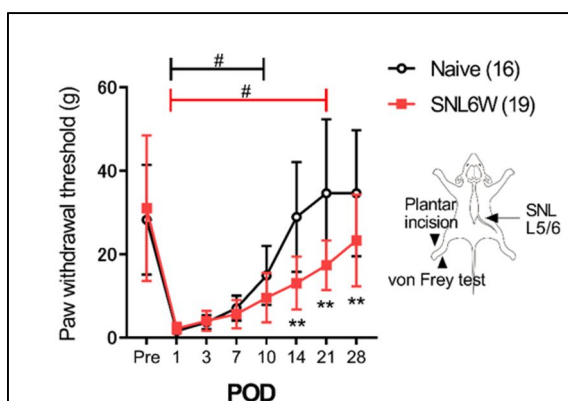 #
#
Naive (16)
SNL6W (19)
Paw withdrawal threshold (g)
60
40
20
0
Pre 1 3 7 10 14 21 28
POD
** ** **
Plantar
incision
SNL
L5/6
von Frey test